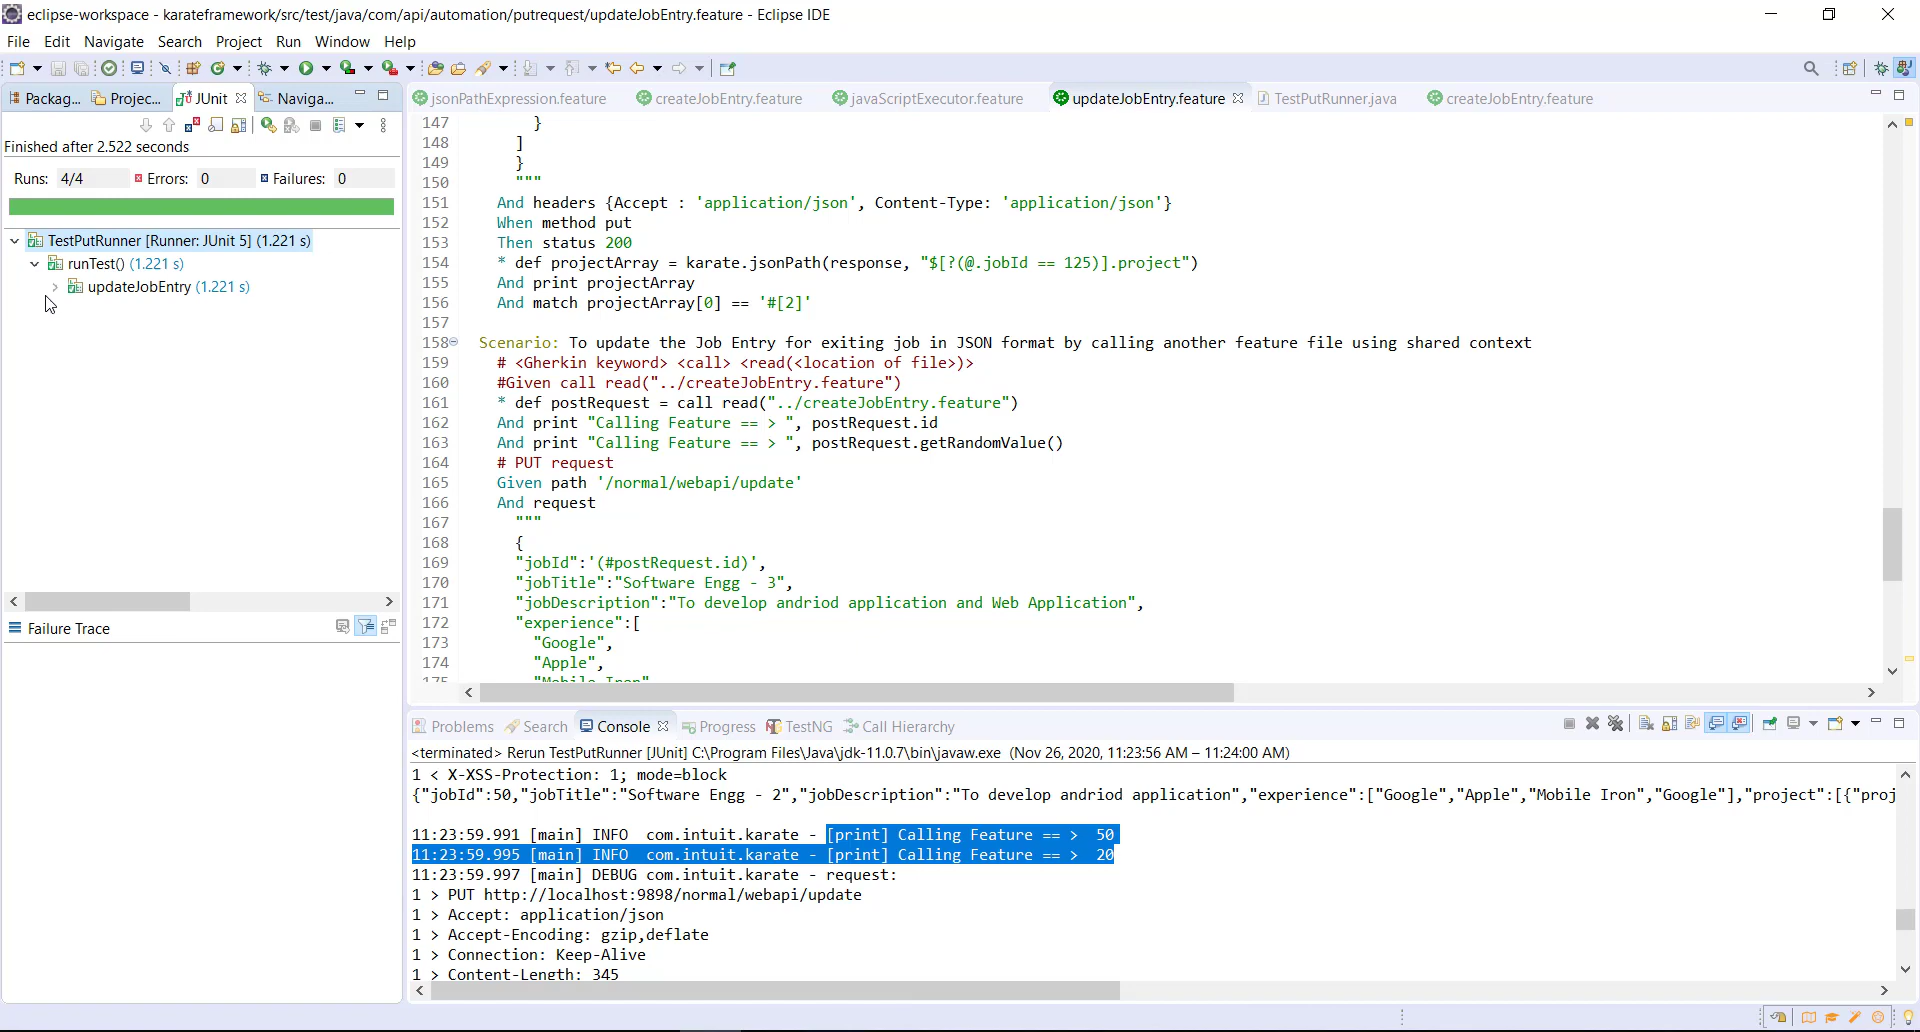 eclipse-workspace - karateframework/src/test/java/com/api/automation/putrequest/updateJobEntry.feature - Eclipse IDE
File Edit Navigate Search Project Run Window Help
Packag... Projec... JUnit Naviga...
Finished after 2.522 seconds
Runs: 4/4 Errors: 0 Failures: 0
TestPutRunner [Runner: JUnit 5] (1.221 s)
runTest() (1.221 s)
updateJobEntry (1.221 s)
Failure Trace
jsonPathExpression.feature createJobEntry.feature javaScriptExecutor.feature updateJobEntry.feature TestPutRunner.java createJobEntry.feature
147 }
148 ]
149 }
150 """
151 And headers {Accept : 'application/json', Content-Type: 'application/json'}
152 When method put
153 Then status 200
154 * def projectArray = karate.jsonPath(response, "$[?(@.jobId == 125)].project")
155 And print projectArray
156 And match projectArray[0] == '#[2]'
157
158 Scenario: To update the Job Entry for exiting job in JSON format by calling another feature file using shared context
159 # <Gherkin keyword> <call> <read(<location of file>)>
160 #Given call read("../createJobEntry.feature")
161 * def postRequest = call read("../createJobEntry.feature")
162 And print "Calling Feature == > ", postRequest.id
163 And print "Calling Feature == > ", postRequest.getRandomValue()
164 # PUT request
165 Given path '/normal/webapi/update'
166 And request
167 """
168 {
169 "jobId":'(#postRequest.id)',
170 "jobTitle":"Software Engg - 3",
171 "jobDescription":"To develop andriod application and Web Application",
172 "experience":[
173 "Google",
174 "Apple",
175 "Mobile Iron"
Problems Search Console Progress TestNG Call Hierarchy
<terminated> Rerun TestPutRunner [JUnit] C:\Program Files\Java\jdk-11.0.7\bin\javaw.exe (Nov 26, 2020, 11:23:56 AM – 11:24:00 AM)
1 < X-XSS-Protection: 1; mode=block
{"jobId":50,"jobTitle":"Software Engg - 2","jobDescription":"To develop andriod application","experience":["Google","Apple","Mobile Iron","Google"],"project":[{"proj
11:23:59.991 [main] INFO com.intuit.karate - [print] Calling Feature == > 50
11:23:59.995 [main] INFO com.intuit.karate - [print] Calling Feature == > 20
11:23:59.997 [main] DEBUG com.intuit.karate - request:
1 > PUT http://localhost:9898/normal/webapi/update
1 > Accept: application/json
1 > Accept-Encoding: gzip,deflate
1 > Connection: Keep-Alive
1 > Content-Length: 345